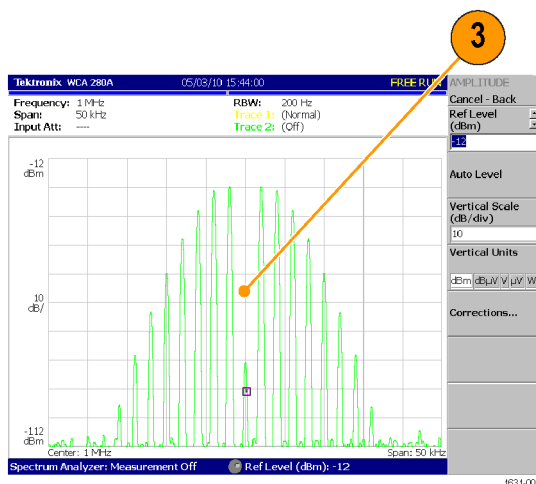 3
Tektronix WCA 280A 05/03/10 15:44:00 FREE RUN AMPLITUDE
Frequency: 1 MHz RBW: 200 Hz Cancel - Back
Span: 50 kHz Trace 1: (Normal) Ref Level
Input Att: ---- Trace 2: (Off) (dBm)
-12
-12
dBm
Auto Level
Vertical Scale
(dB/div)
10
Vertical Units
dBm dBµV V µV W
10
dB/
Corrections...
-112
dBm
Center: 1 MHz Span: 50 kHz
Spectrum Analyzer: Measurement Off Ref Level (dBm): -12